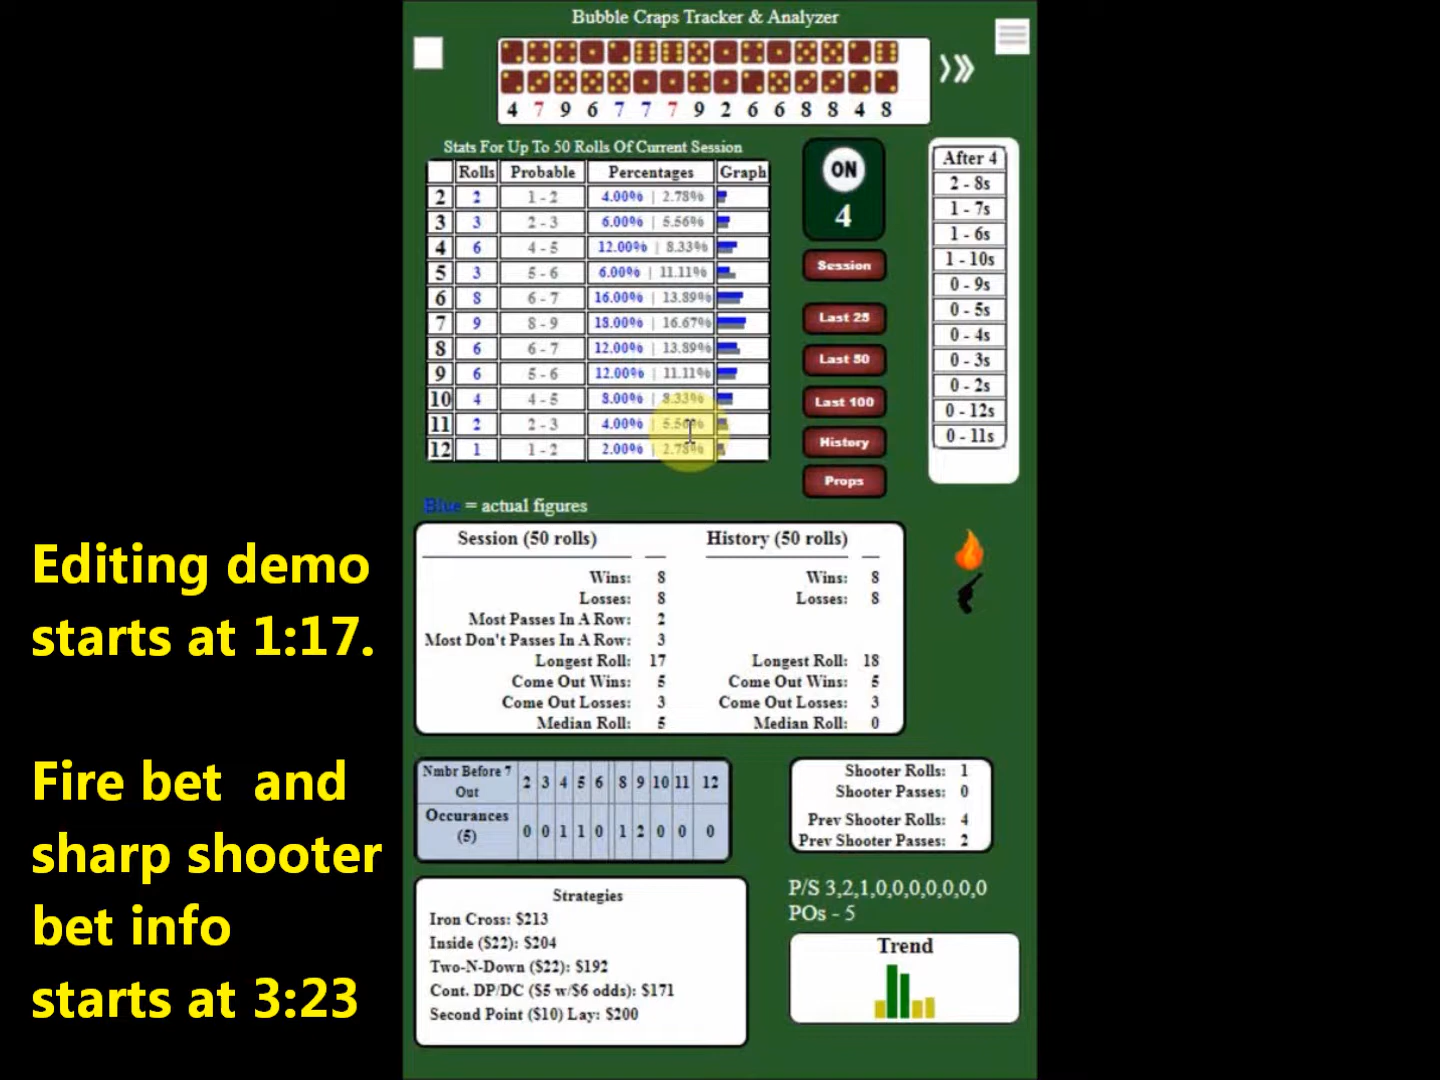 Bubble Craps Tracker & Analyzer
4 7 9 6 7 7 7 9 2 6 6 8 8 4 8
Stats For Up To 50 Rolls Of Current Session
Rolls Probable Percentages Graph
2 2 1 - 2 4.00% | 2.78%
3 3 2 - 3 6.00% | 5.56%
4 6 4 - 5 12.00% | 8.33%
5 3 5 - 6 6.00% | 11.11%
6 8 6 - 7 16.00% | 13.89%
7 9 8 - 9 18.00% | 16.67%
8 6 6 - 7 12.00% | 13.89%
9 6 5 - 6 12.00% | 11.11%
10 4 4 - 5 8.00% | 8.33%
11 2 2 - 3 4.00% | 5.56%
12 1 1 - 2 2.00% | 2.78%
Blue = actual figures
ON
4
Session
Last 25
Last 50
Last 100
History
Props
After 4
2 - 8s
1 - 7s
1 - 6s
1 - 10s
0 - 9s
0 - 5s
0 - 4s
0 - 3s
0 - 2s
0 - 12s
0 - 11s
Session (50 rolls)
Wins: 8
Losses: 8
Most Passes In A Row: 2
Most Don't Passes In A Row: 3
Longest Roll: 17
Come Out Wins: 5
Come Out Losses: 3
Median Roll: 5
History (50 rolls)
Wins: 8
Losses: 8
Longest Roll: 18
Come Out Wins: 5
Come Out Losses: 3
Median Roll: 0
Nmbr Before 7
Out
2 3 4 5 6 8 9 10 11 12
Occurances
(5)
0 0 1 1 0 1 2 0 0 0
Shooter Rolls: 1
Shooter Passes: 0
Prev Shooter Rolls: 4
Prev Shooter Passes: 2
Strategies
Iron Cross: $213
Inside ($22): $204
Two-N-Down ($22): $192
Cont. DP/DC ($5 w/$6 odds): $171
Second Point ($10) Lay: $200
P/S 3,2,1,0,0,0,0,0,0,0
POs - 5
Trend
Editing demo
starts at 1:17.
Fire bet and
sharp shooter
bet info
starts at 3:23